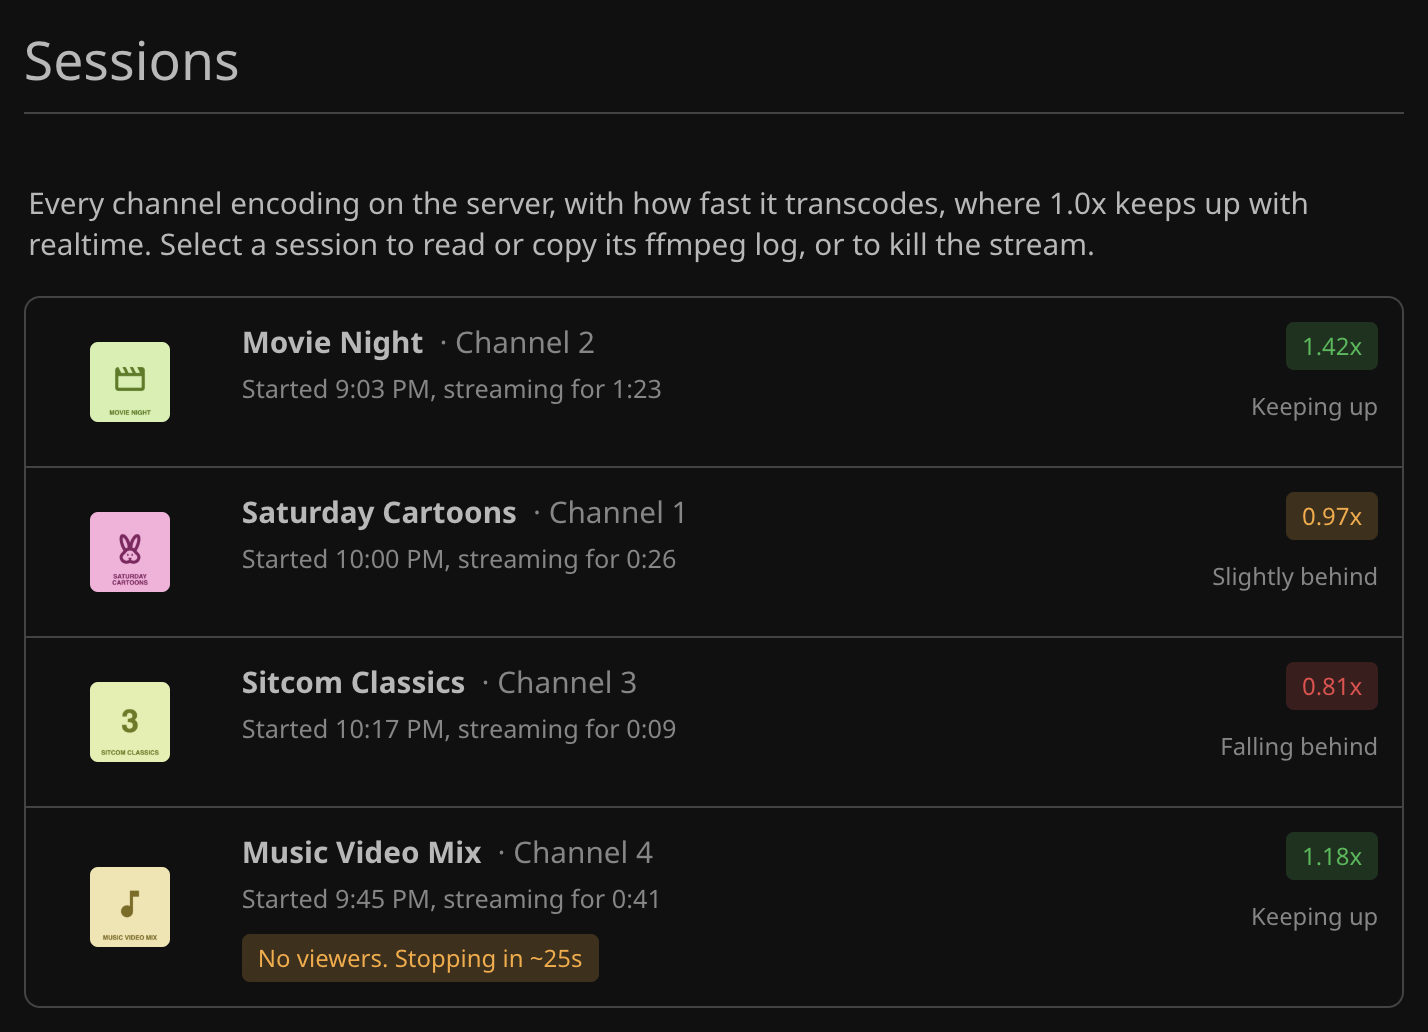 Sessions
Every channel encoding on the server, with how fast it transcodes, where 1.0x keeps up with
realtime. Select a session to read or copy its ffmpeg log, or to kill the stream.
MOVIE NIGHT
Movie Night · Channel 2
Started 9:03 PM, streaming for 1:23
1.42x
Keeping up
SATURDAY
CARTOONS
Saturday Cartoons · Channel 1
Started 10:00 PM, streaming for 0:26
0.97x
Slightly behind
3
SITCOM CLASSICS
Sitcom Classics · Channel 3
Started 10:17 PM, streaming for 0:09
0.81x
Falling behind
MUSIC VIDEO MIX
Music Video Mix · Channel 4
Started 9:45 PM, streaming for 0:41
No viewers. Stopping in ~25s
1.18x
Keeping up